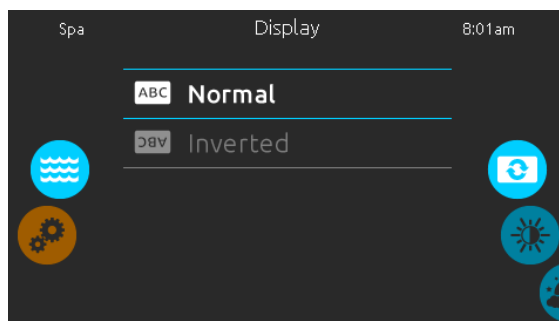 Spa
Display
8:01am
ABC
Normal
ABC
Inverted